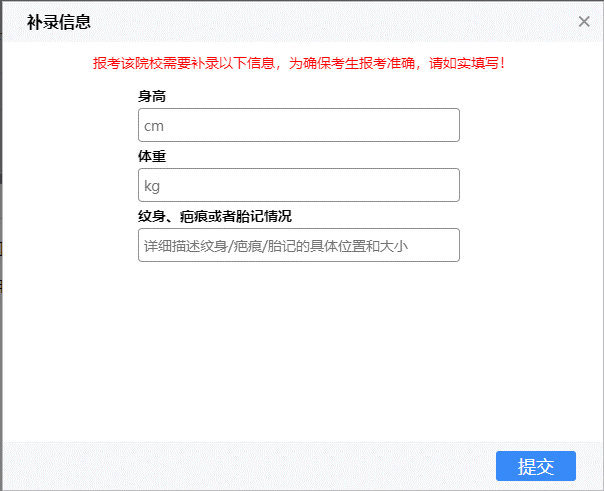 补录信息
报考该院校需要补录以下信息，为确保考生报考准确，请如实填写！
身高
cm
体重
kg
纹身、疤痕或者胎记情况
详细描述纹身/疤痕/胎记的具体位置和大小
提交